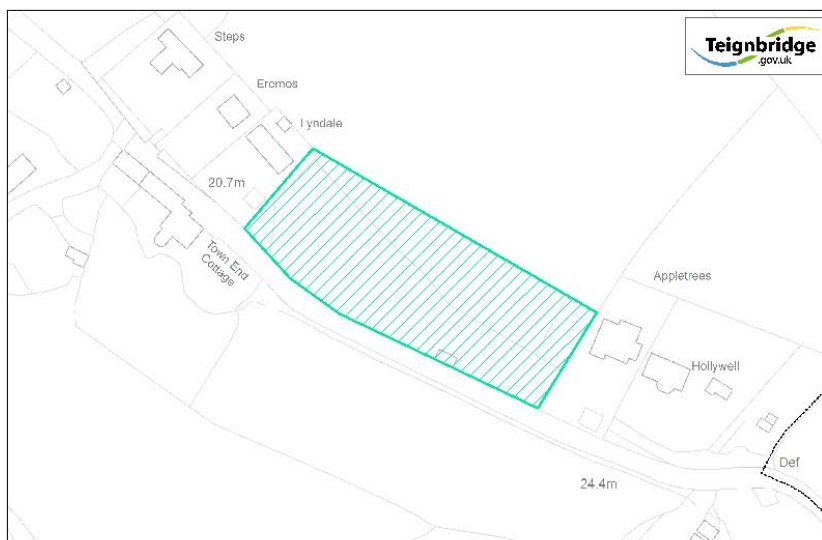 Teignbridge
.gov.uk
Steps
Eromos
Lyndale
20.7m
Town End
Cottage
Appletrees
Hollywell
Def
24.4m